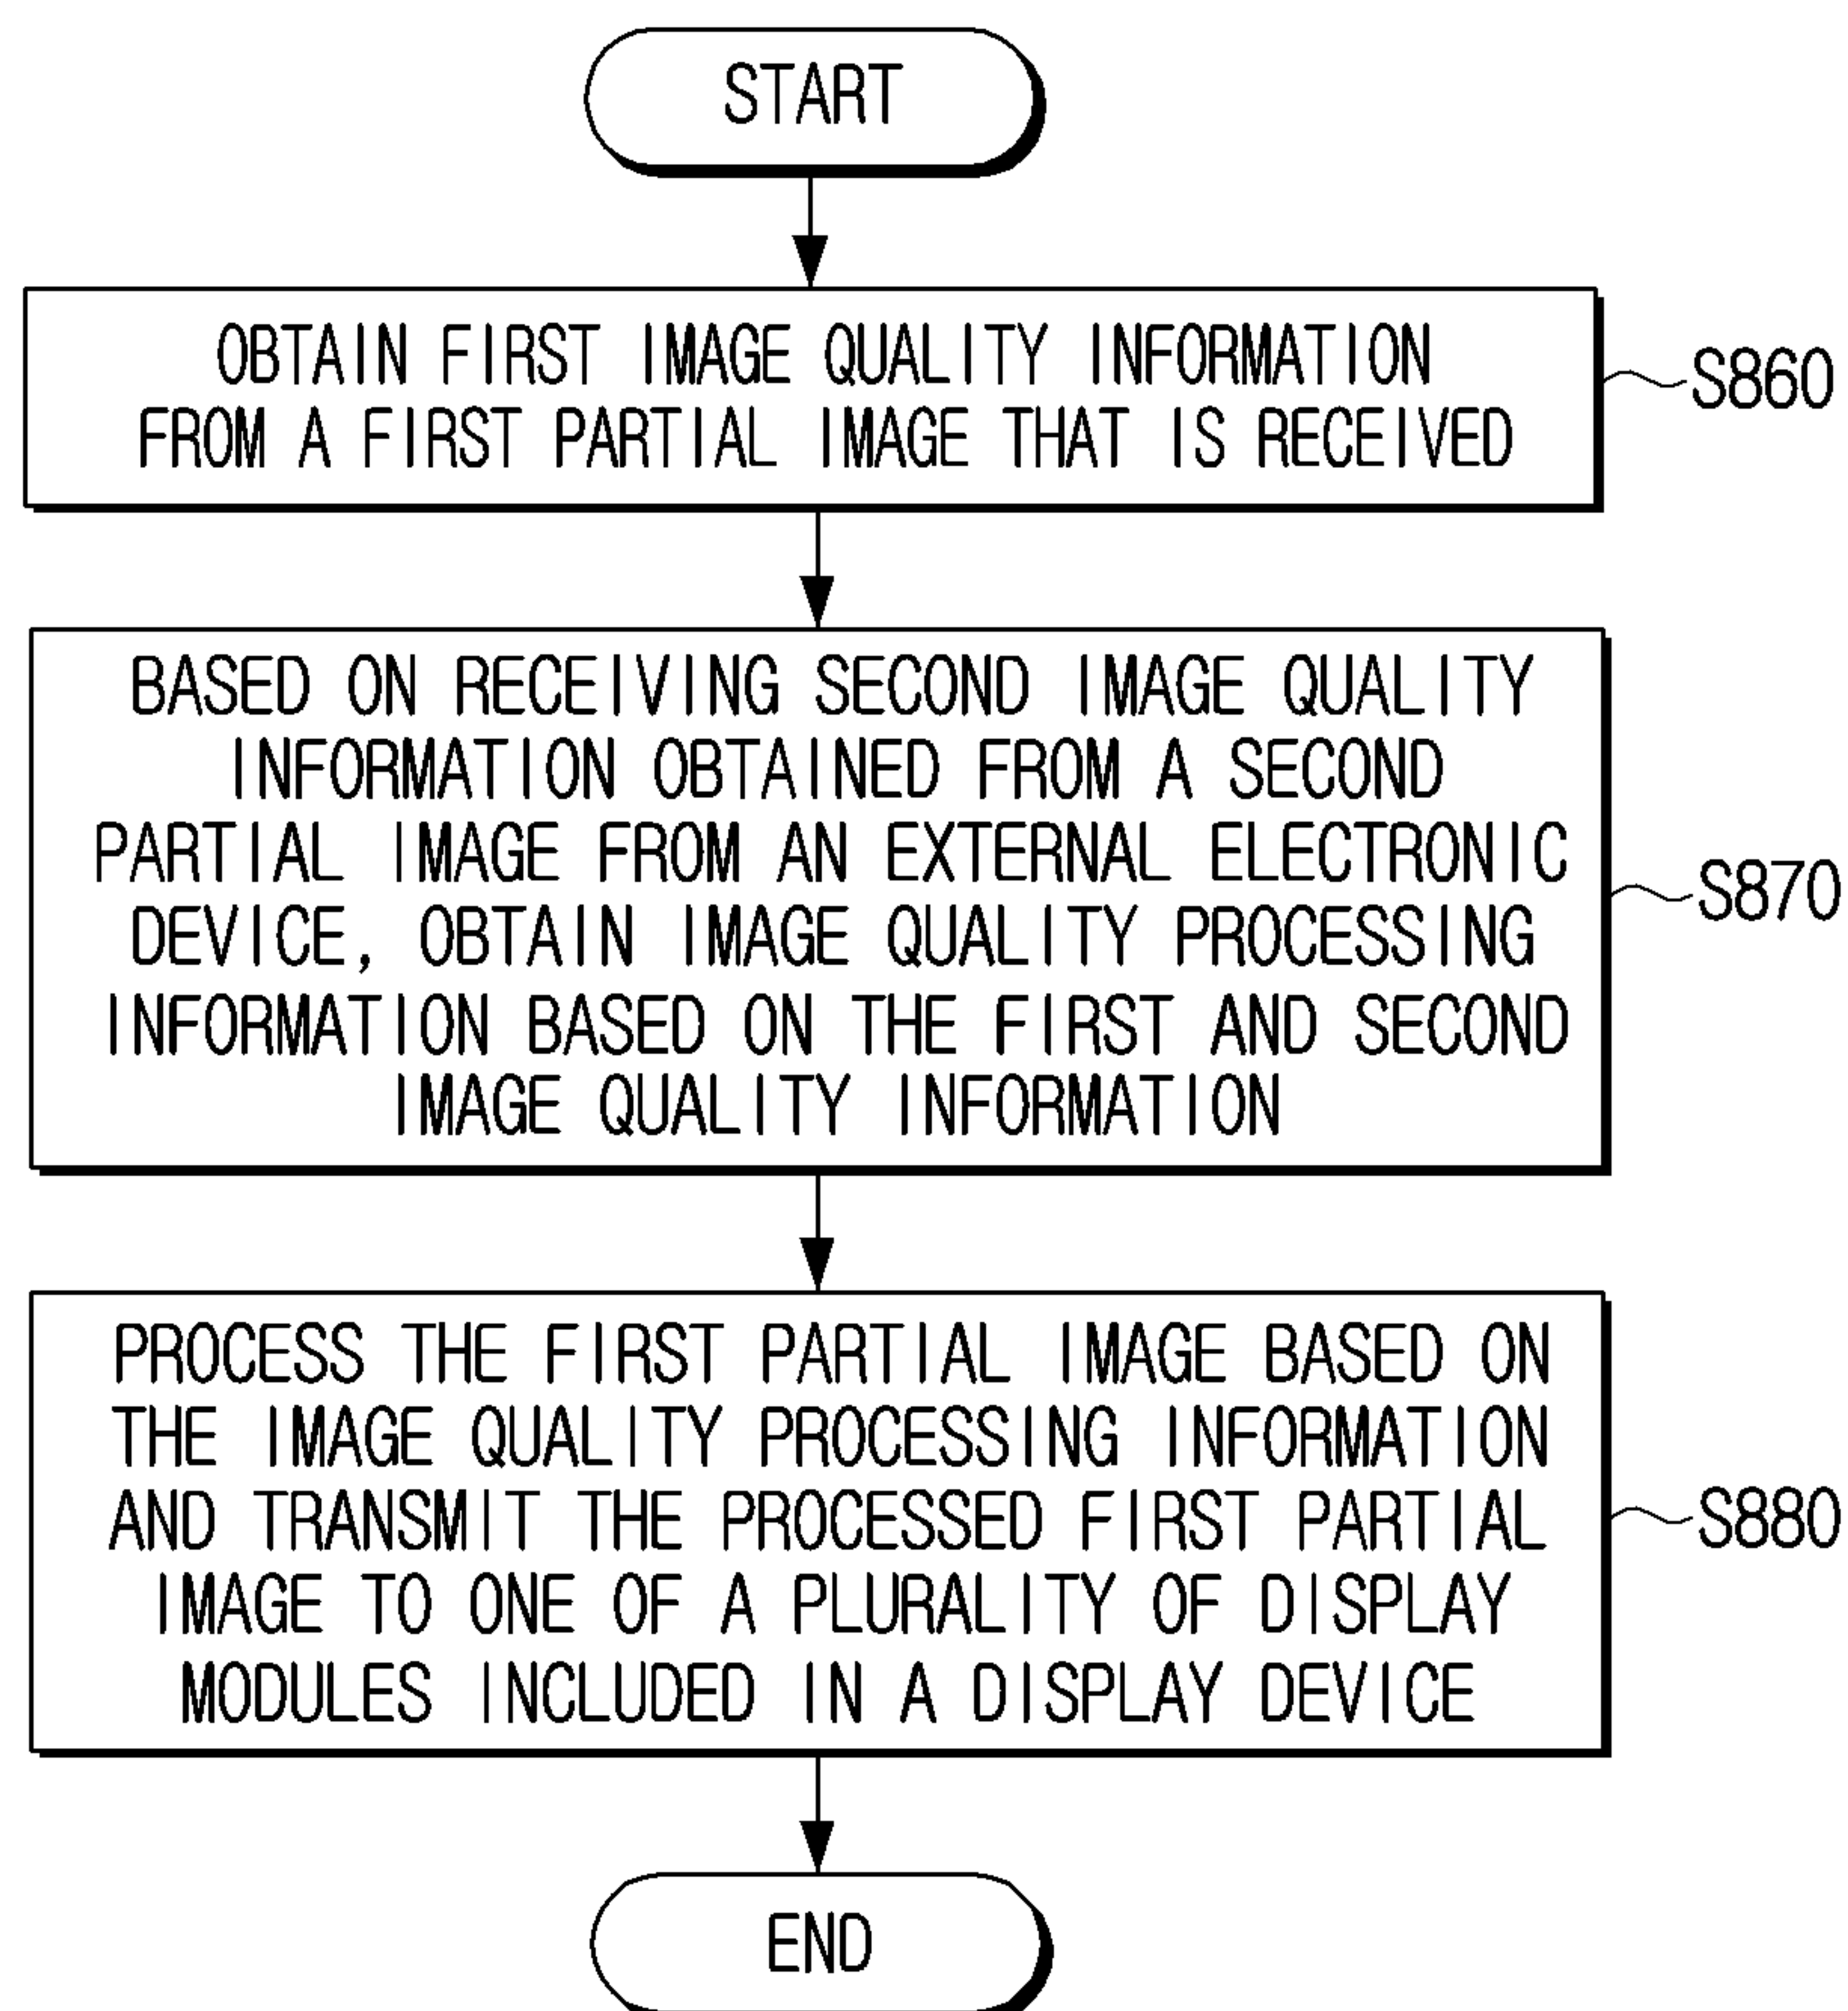 START
OBTAIN FIRST IMAGE QUALITY INFORMATION
FROM A FIRST PARTIAL IMAGE THAT IS RECEIVED
S860
BASED ON RECEIVING SECOND IMAGE QUALITY
INFORMATION OBTAINED FROM A SECOND
PARTIAL IMAGE FROM AN EXTERNAL ELECTRONIC
DEVICE, OBTAIN IMAGE QUALITY PROCESSING
INFORMATION BASED ON THE FIRST AND SECOND
IMAGE QUALITY INFORMATION
S870
PROCESS THE FIRST PARTIAL IMAGE BASED ON
THE IMAGE QUALITY PROCESSING INFORMATION
AND TRANSMIT THE PROCESSED FIRST PARTIAL
IMAGE TO ONE OF A PLURALITY OF DISPLAY
MODULES INCLUDED IN A DISPLAY DEVICE
S880
END